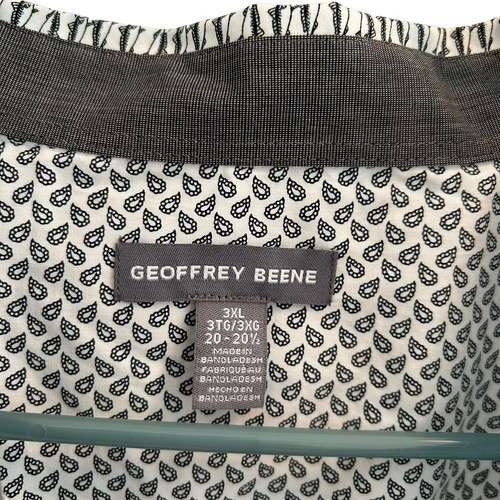 GEOFFREY BEENE
3XL
3TG/3XG
20-20½
MADE IN
BANGLADESH
FABRIQUÉ AU
BANGLADESH
HECHO EN
BANGLADESH